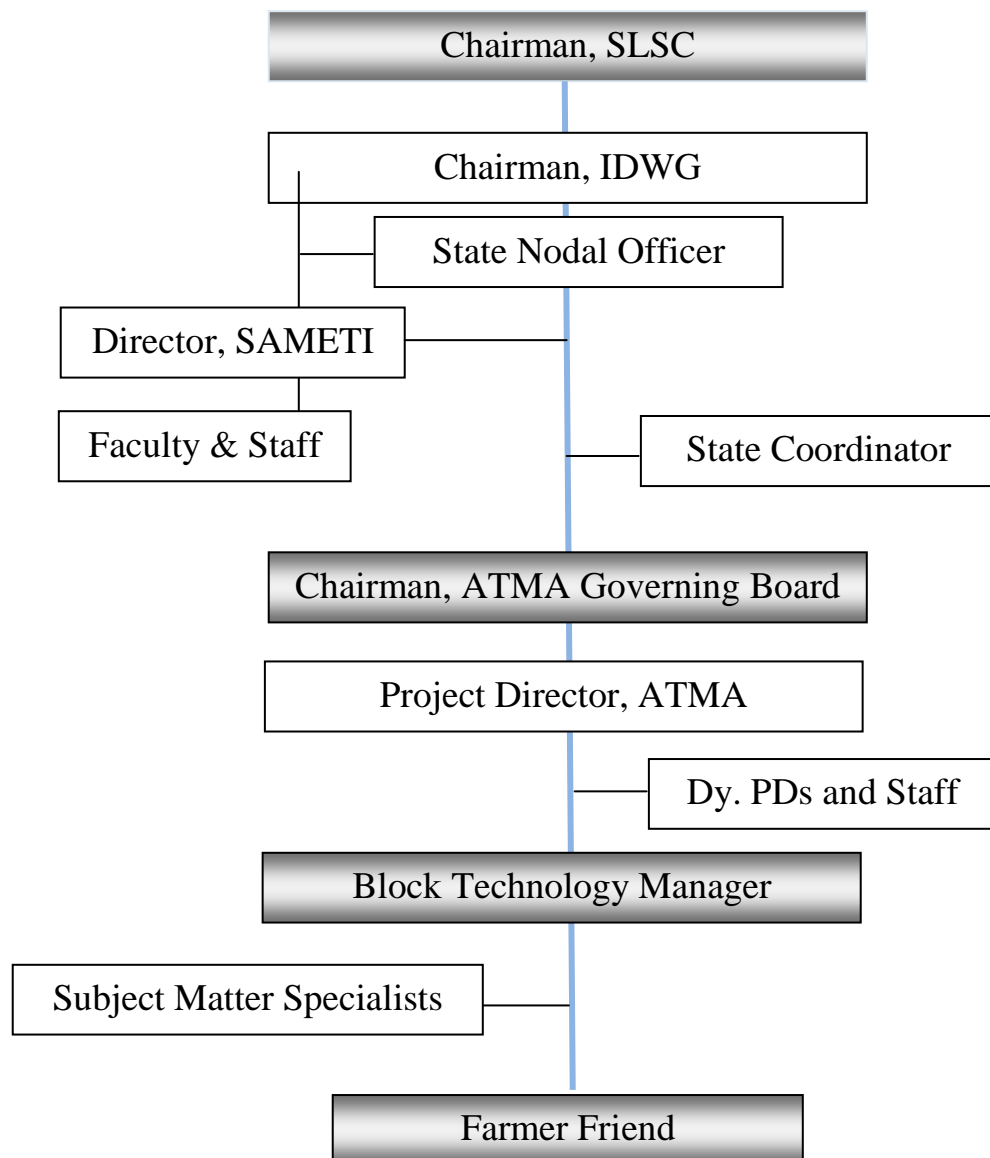 Chairman, SLSC
Chairman, IDWG
State Nodal Officer
Director, SAMETI
Faculty & Staff
State Coordinator
Chairman, ATMA Governing Board
Project Director, ATMA
Dy. PDs and Staff
Block Technology Manager
Subject Matter Specialists
Farmer Friend